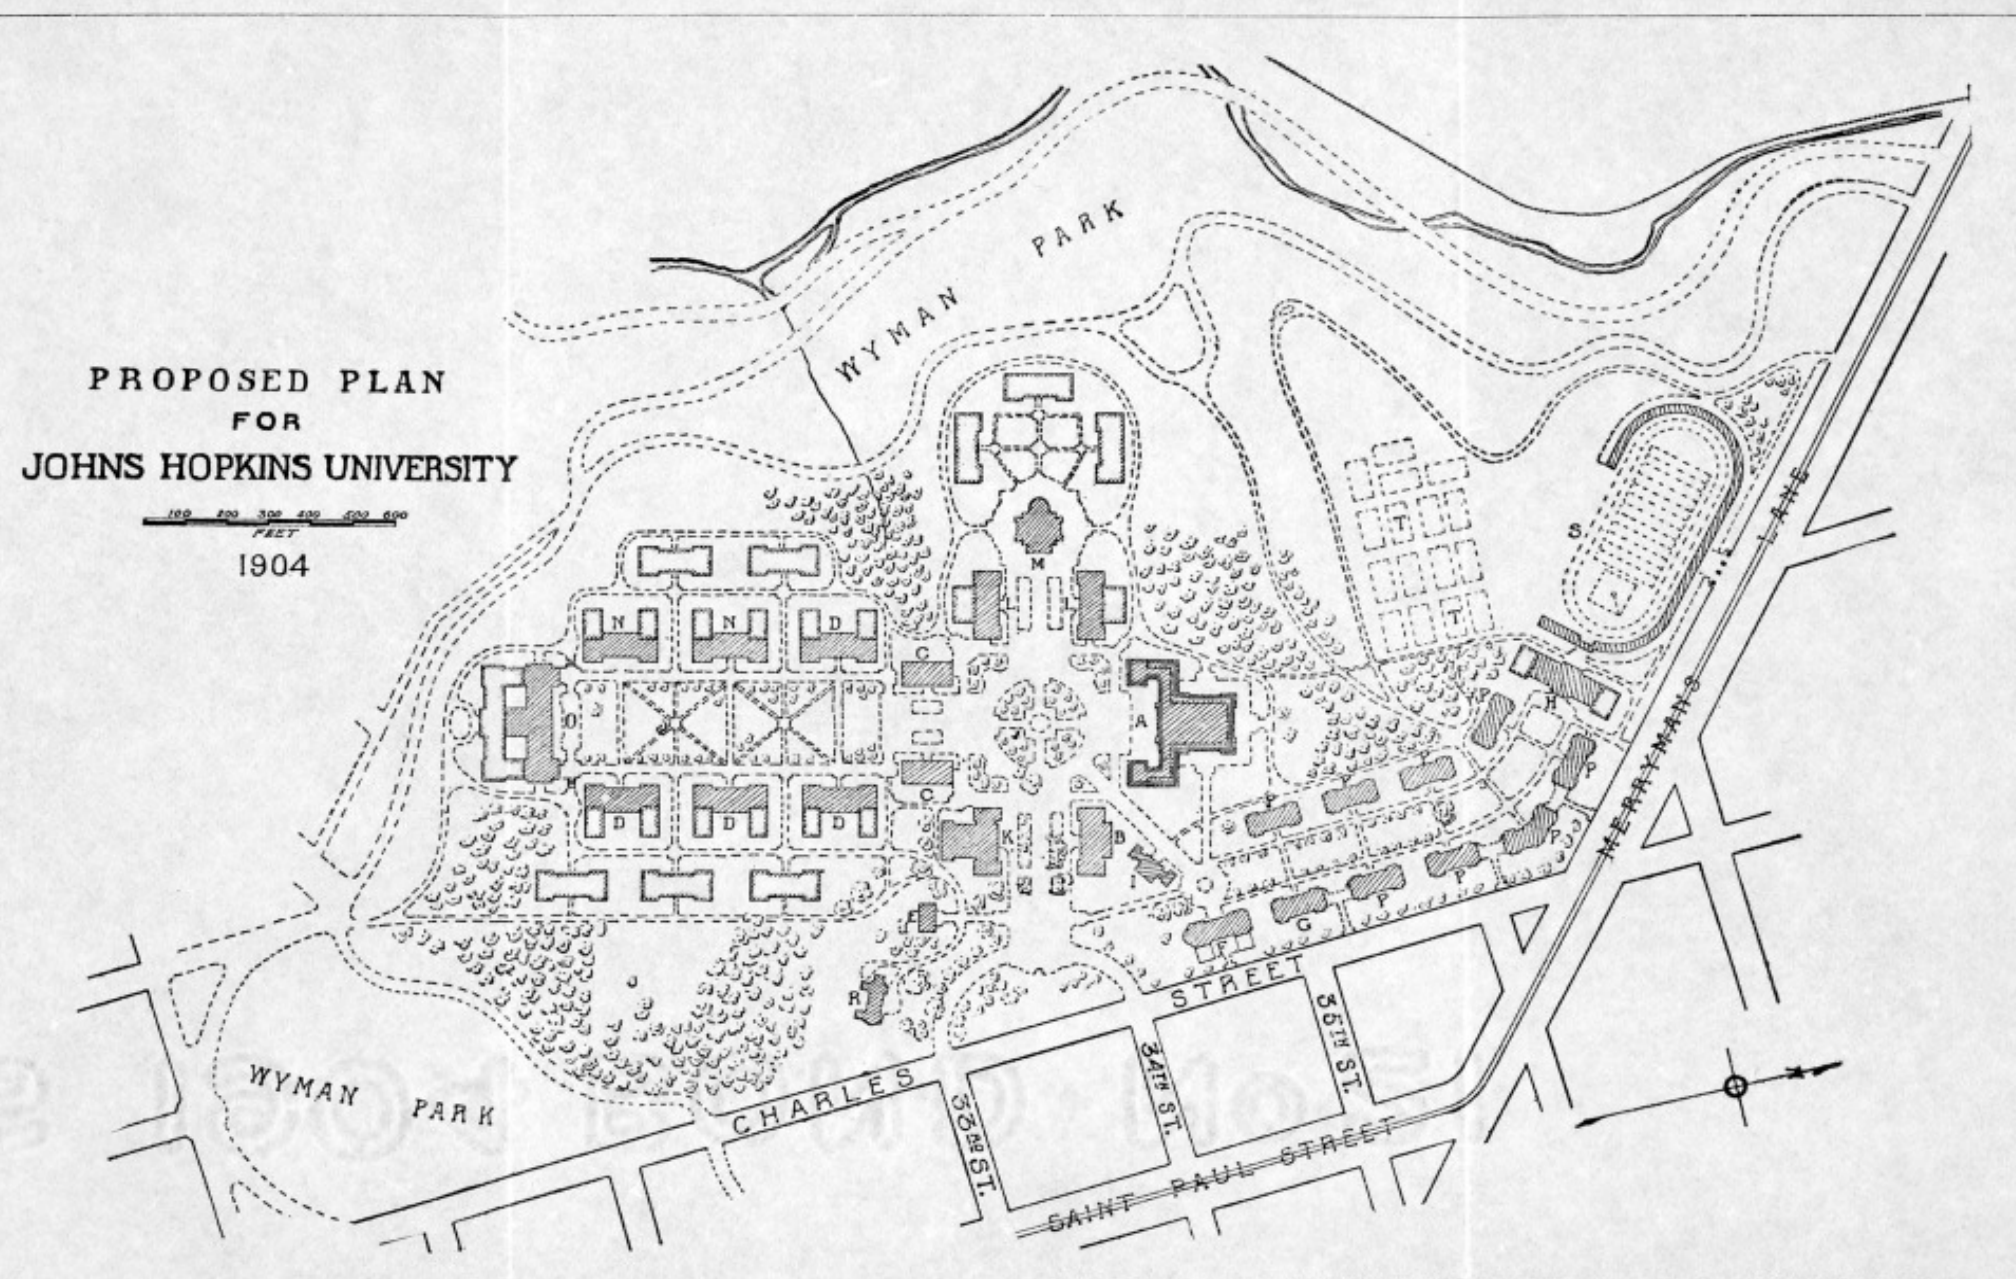 PROPOSED PLAN
FOR
JOHNS HOPKINS UNIVERSITY
100 200 300 400 500 600
FEET
1904
WYMAN PARK
S
T
T
LANE
MERRYMANS
N N D
C
M
O
A
H
P
P
P
P
P
P
P
P
C
D D D
K
B
I
F
G
R
STREET
CHARLES
33RD ST.
34TH ST.
35TH ST.
SAINT PAUL STREET
WYMAN PARK
N